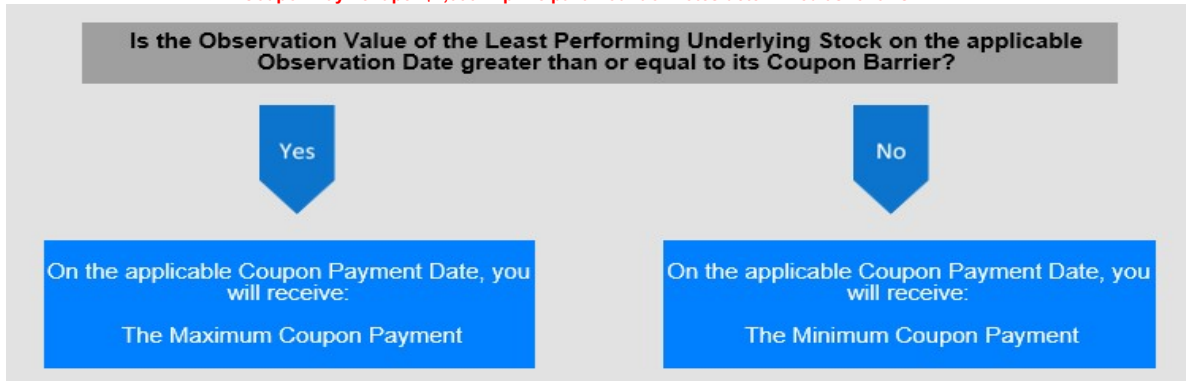 Is the Observation Value of the Least Performing Underlying Stock on the applicable
Observation Date greater than or equal to its Coupon Barrier?
Yes
No
On the applicable Coupon Payment Date, you
will receive:
The Maximum Coupon Payment
On the applicable Coupon Payment Date, you
will receive:
The Minimum Coupon Payment